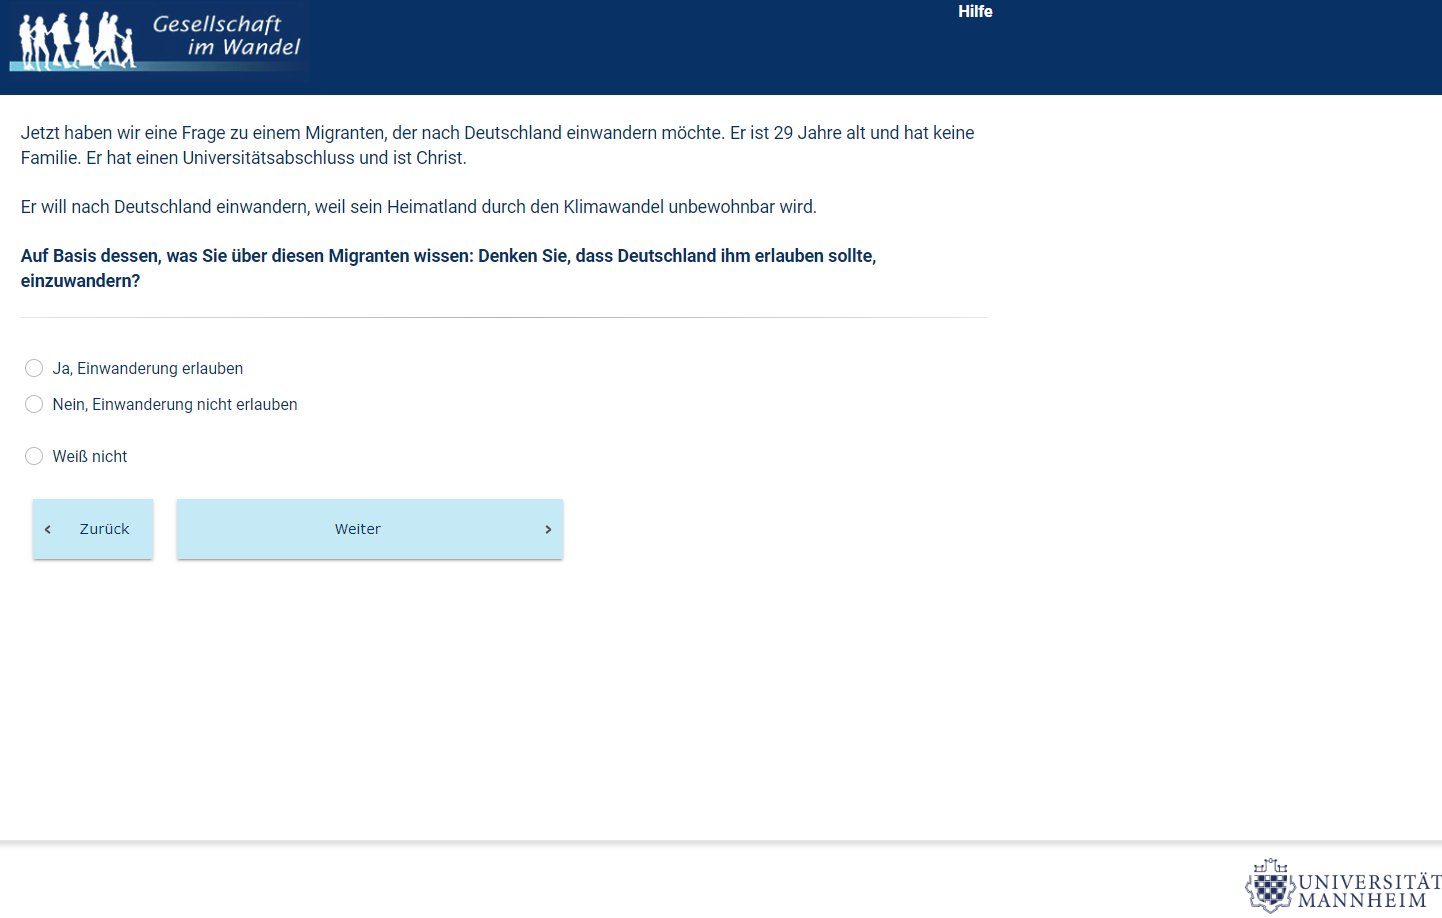 Gesellschaft
im Wandel
Hilfe
Jetzt haben wir eine Frage zu einem Migranten, der nach Deutschland einwandern möchte. Er ist 29 Jahre alt und hat keine
Familie. Er hat einen Universitätsabschluss und ist Christ.
Er will nach Deutschland einwandern, weil sein Heimatland durch den Klimawandel unbewohnbar wird.
Auf Basis dessen, was Sie über diesen Migranten wissen: Denken Sie, dass Deutschland ihm erlauben sollte,
einzuwandern?
Ja, Einwanderung erlauben
Nein, Einwanderung nicht erlauben
Weiß nicht
Zurück
Weiter
UNIVERSITÄT
MANNHEIM